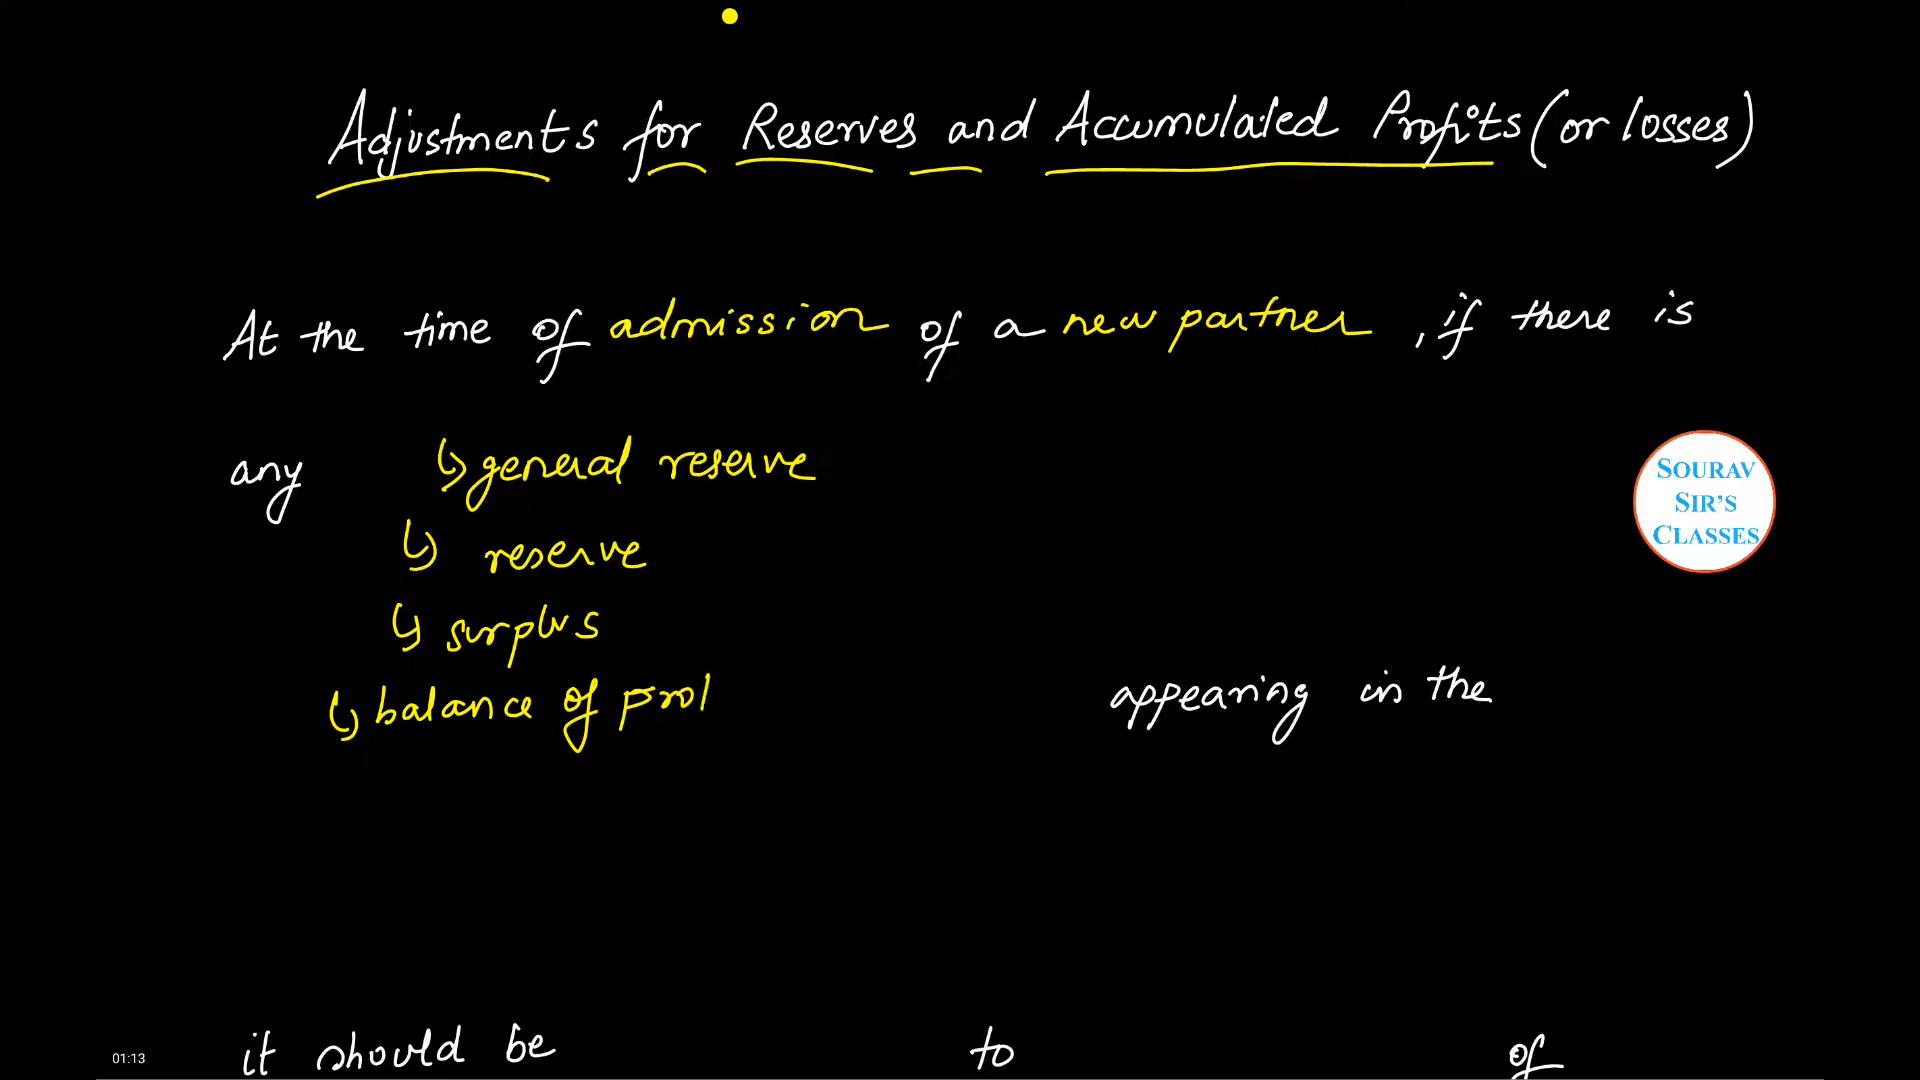 Adjustments for Reserves and Accumulated Profits (or losses)
At the time of admission of a new partner, if there is
any ↳ general reserve
↳ reserve
↳ surplus
↳ balance of prol appearing in the
it should be to of
SOURAV
SIR'S
CLASSES
01:13